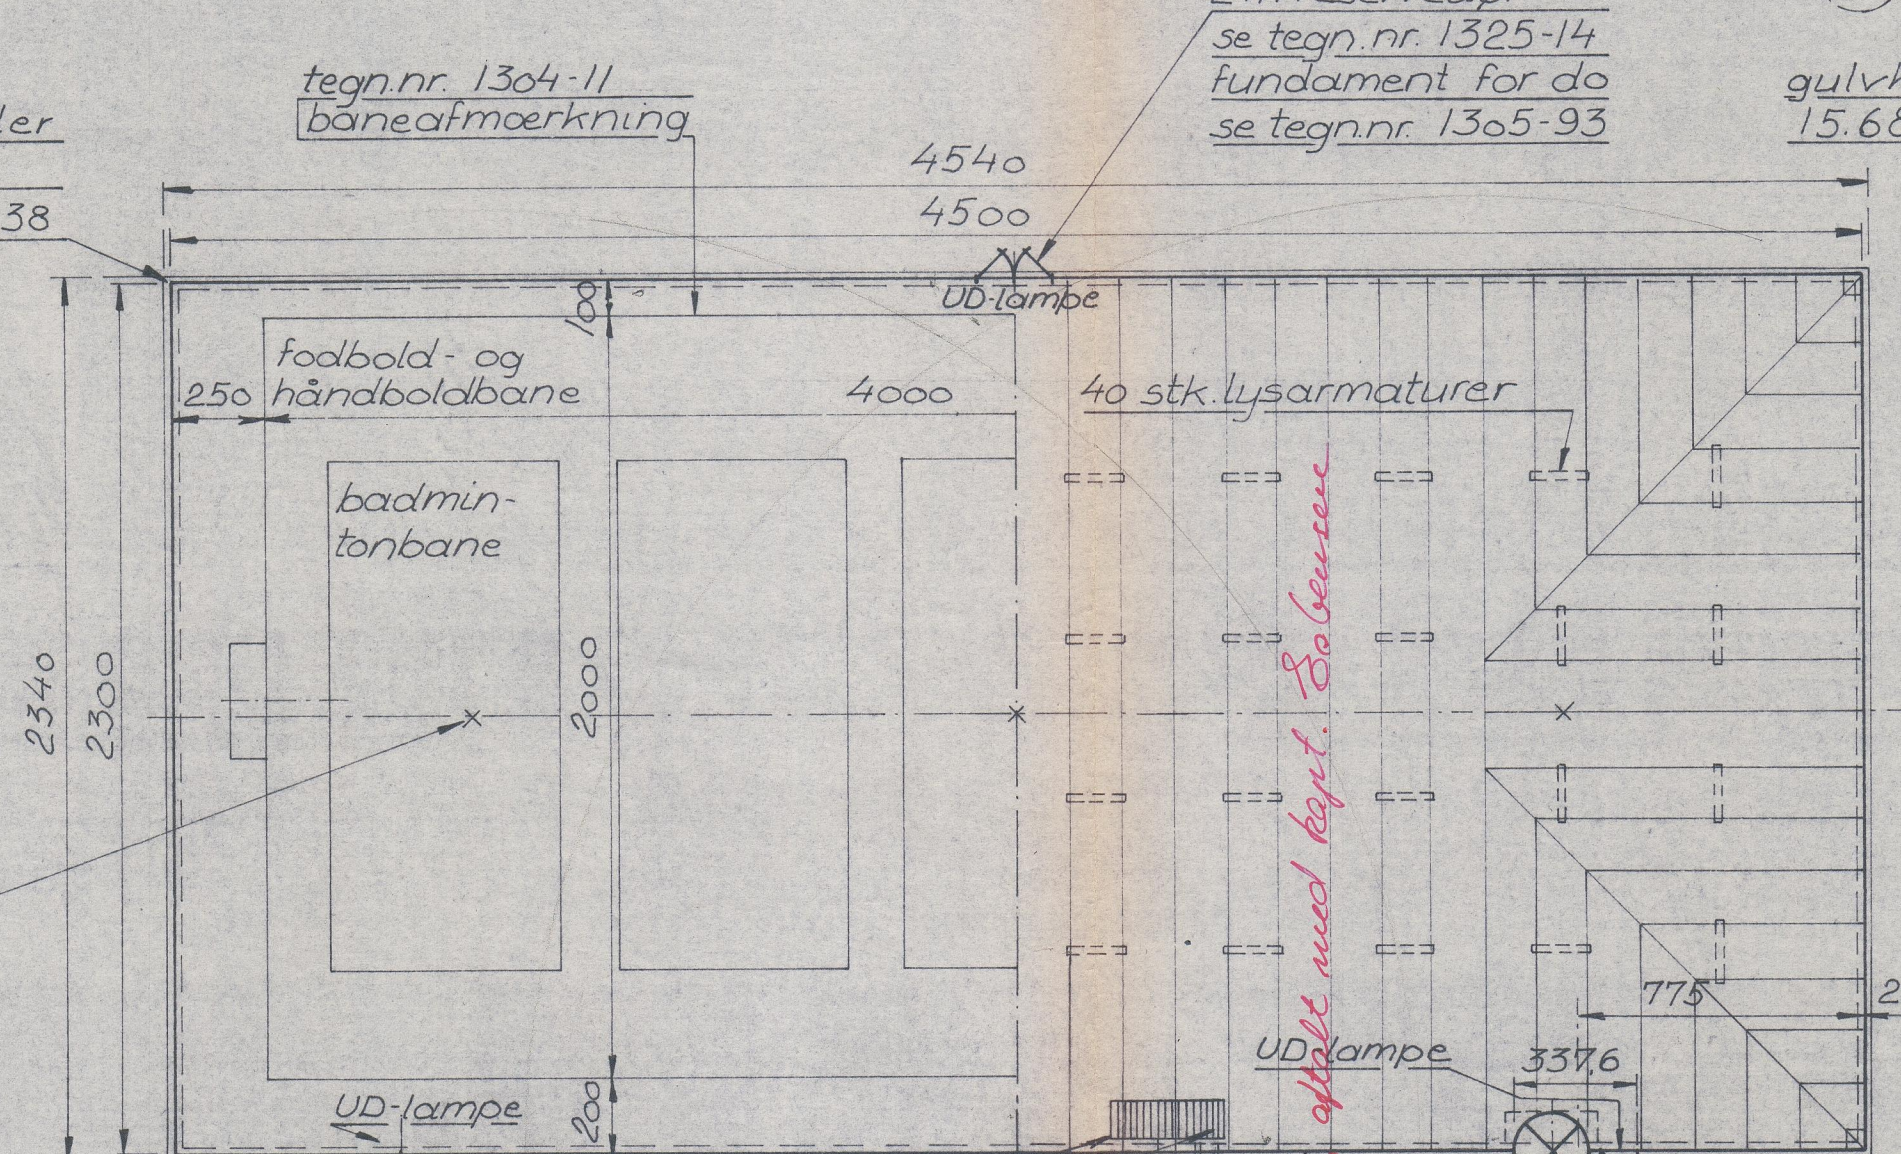 se tegn.nr. 1325-14
fundament for do
se tegn.nr. 1305-93
tegn.nr. 1304-11
baneafmærkning
38
4540
4500
UD-lampe
100
fodbold- og
håndboldbane
250
4000
40 stk. lysarmaturer
badmin-
tonbane
2340
2300
2000
aftalt med kapt.
775
2
UD-lampe
337,6
UD-lampe
200